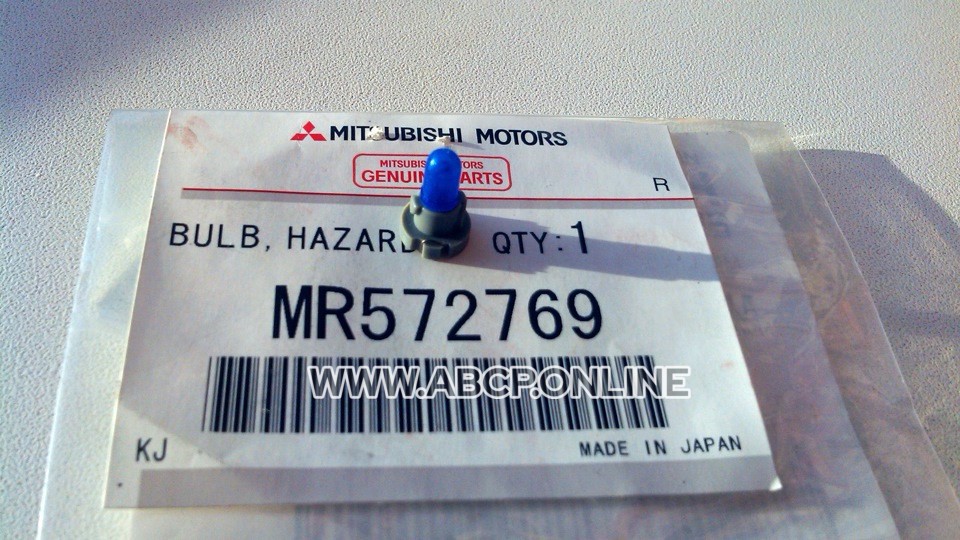 MITSUBISHI MOTORS
MITSUBISHI MOTORS
GENUINE PARTS
R
BULB, HAZARD QTY:1
MR572769
WWW.ABCP.ONLINE
KJ MADE IN JAPAN